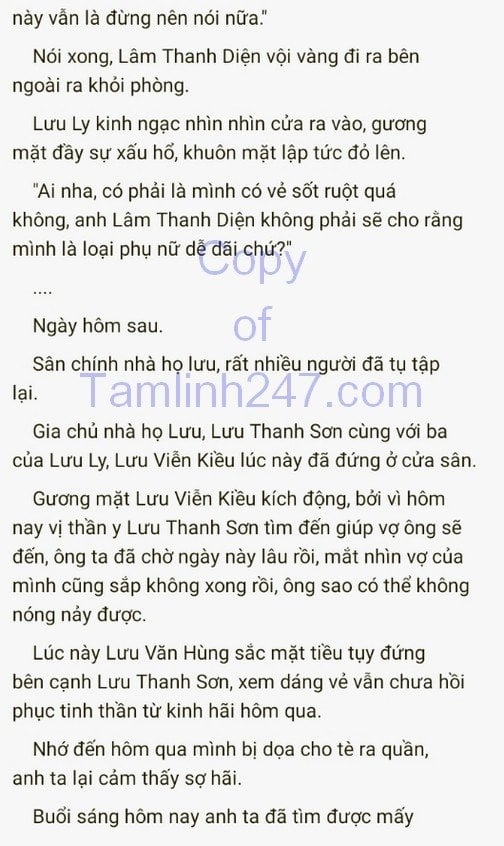 này vẫn là đừng nên nói nữa."
Nói xong, Lâm Thanh Diện vội vàng đi ra bên
ngoài ra khỏi phòng.
Lưu Ly kinh ngạc nhìn nhìn cửa ra vào, gương
mặt đầy sự xấu hổ, khuôn mặt lập tức đỏ lên.
"Ai nha, có phải là mình có vẻ sốt ruột quá
không, anh Lâm Thanh Diện không phải sẽ cho rằng
mình là loại phụ nữ dễ dãi chứ?"
....
Ngày hôm sau.
Sân chính nhà họ lưu, rất nhiều người đã tụ tập
lại.
Gia chủ nhà họ Lưu, Lưu Thanh Sơn cùng với ba
của Lưu Ly, Lưu Viễn Kiều lúc này đã đứng ở cửa sân.
Gương mặt Lưu Viễn Kiều kích động, bởi vì hôm
nay vị thần y Lưu Thanh Sơn tìm đến giúp vợ ông sẽ
đến, ông ta đã chờ ngày này lâu rồi, mắt nhìn vợ của
mình cũng sắp không xong rồi, ông sao có thể không
nóng nảy được.
Lúc này Lưu Văn Hùng sắc mặt tiều tụy đứng
bên cạnh Lưu Thanh Sơn, xem dáng vẻ vẫn chưa hồi
phục tinh thần từ kinh hãi hôm qua.
Nhớ đến hôm qua mình bị dọa cho tè ra quần,
anh ta lại cảm thấy sợ hãi.
Buổi sáng hôm nay anh ta đã tìm được mấy
Copy
of
Tamlinh247.com